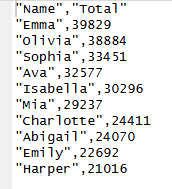 "Name","Total"
"Emma",39829
"Olivia",38884
"Sophia",33451
"Ava",32577
"Isabella",30296
"Mia",29237
"Charlotte",24411
"Abigail",24070
"Emily",22692
"Harper",21016